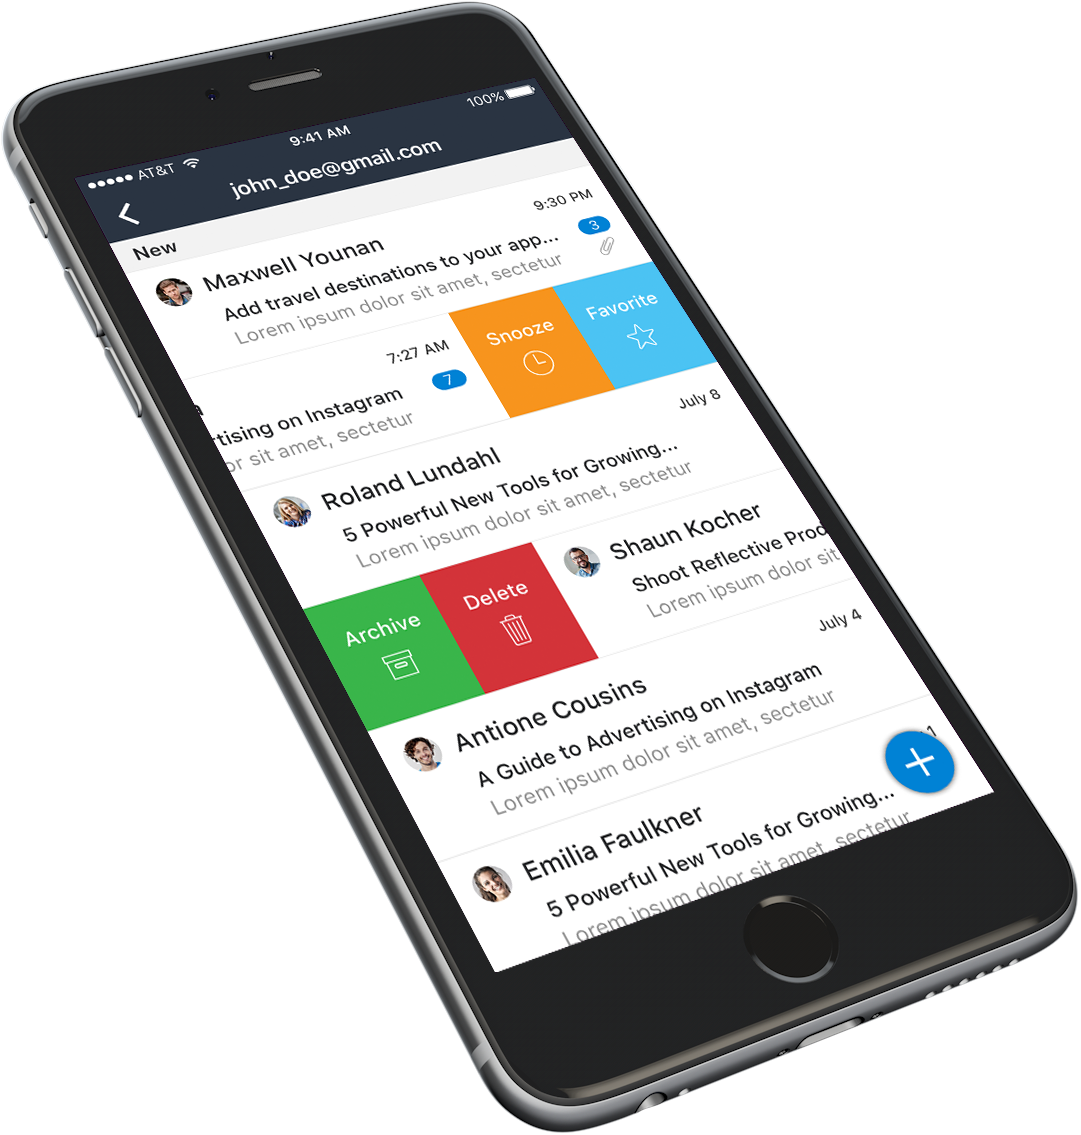 AT&T
9:41 AM
100%
john_doe@gmail.com
New
Maxwell Younan
9:30 PM
Add travel destinations to your app...
3
Lorem ipsum dolor sit amet, sectetur
7:27 AM
a
rtising on Instagram
7
or sit amet, sectetur
Snooze
Favorite
Roland Lundahl
July 8
5 Powerful New Tools for Growing...
Lorem ipsum dolor sit amet, sectetur
Archive
Delete
Shaun Kocher
Shoot Reflective Prod
Lorem ipsum dolor sit
Antione Cousins
July 4
A Guide to Advertising on Instagram
Lorem ipsum dolor sit amet, sectetur
Emilia Faulkner
5 Powerful New Tools for Growing...
Lorem ipsum dolor sit amet, sectetur